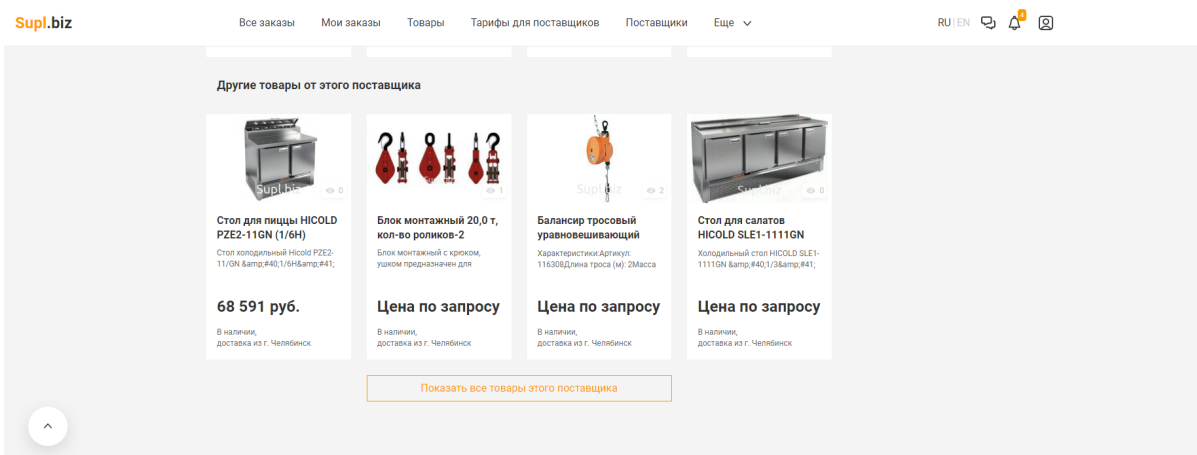 Supl.biz
Все заказы Мои заказы Товары Тарифы для поставщиков Поставщики Еще
RU|EN
4
Другие товары от этого поставщика
Supl.biz
0
Стол для пиццы HICOLD
PZE2-11GN (1/6H)
Стол холодильный Hicold PZE2-
11/GN &amp;#40;1/6H&amp;#41;
68 591 руб.
В наличии,
доставка из г. Челябинск
Supl.biz
1
Блок монтажный 20,0 т,
кол-во роликов-2
Блок монтажный с крюком,
ушком предназначен для
Цена по запросу
В наличии,
доставка из г. Челябинск
Supl.biz
2
Балансир тросовый
уравновешивающий
Характеристики:Артикул:
116308Длина троса (м): 2Масса
Цена по запросу
В наличии,
доставка из г. Челябинск
Supl.biz
0
Стол для салатов
HICOLD SLE1-1111GN
Холодильный стол HICOLD SLE1-
1111GN &amp;#40;1/3&amp;#41;
Цена по запросу
В наличии,
доставка из г. Челябинск
Показать все товары этого поставщика